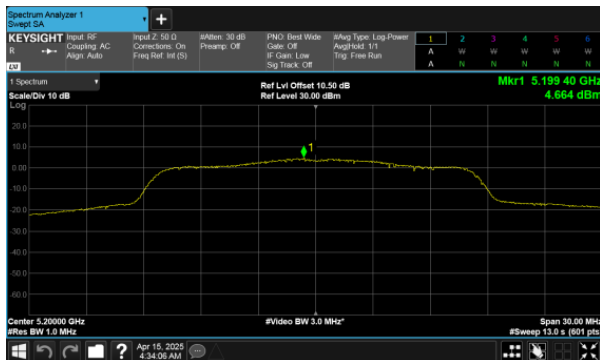 Spectrum Analyzer 1
Swept SA
+
KEYSIGHT
R
LXI
Input: RF
Coupling: AC
Align: Auto
Input Z: 50 Ω
Corrections: On
Freq Ref: Int (S)
#Atten: 30 dB
Preamp: Off
PNO: Best Wide
Gate: Off
IF Gain: Low
Sig Track: Off
#Avg Type: Log-Power
Avg|Hold: 1/1
Trig: Free Run
1 2 3 4 5 6
A W W W W W
A N N N N N
1 Spectrum
Scale/Div 10 dB
Ref Lvl Offset 10.50 dB
Ref Level 30.00 dBm
Mkr1 5.199 40 GHz
4.664 dBm
Log
20.0
10.0
0.00
-10.0
-20.0
-30.0
-40.0
-50.0
-60.0
1
Center 5.20000 GHz
#Res BW 1.0 MHz
#Video BW 3.0 MHz*
Span 30.00 MHz
#Sweep 13.0 s (601 pts)
?
Apr 15, 2025
4:34:06 AM